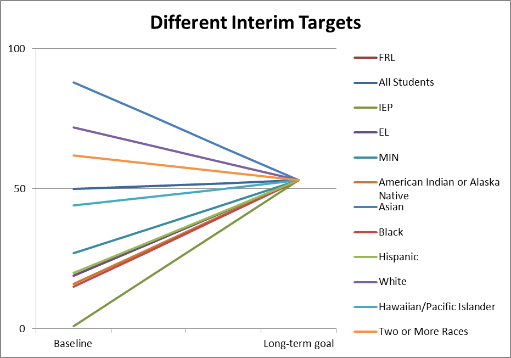 Different Interim Targets
100
50
0
Baseline
Long-term goal
FRL
All Students
IEP
EL
MIN
American Indian or Alaska
Native
Asian
Black
Hispanic
White
Hawaiian/Pacific Islander
Two or More Races